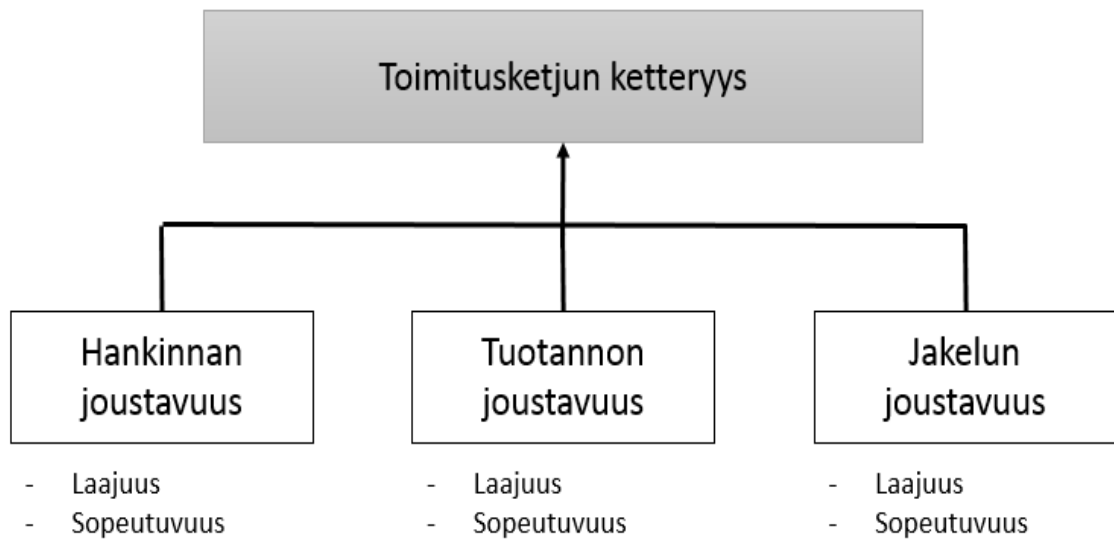 Toimitusketjun ketteryys
Hankinnan
joustavuus
Tuotannon
joustavuus
Jakelun
joustavuus
- Laajuus
- Sopeutuvuus
- Laajuus
- Sopeutuvuus
- Laajuus
- Sopeutuvuus